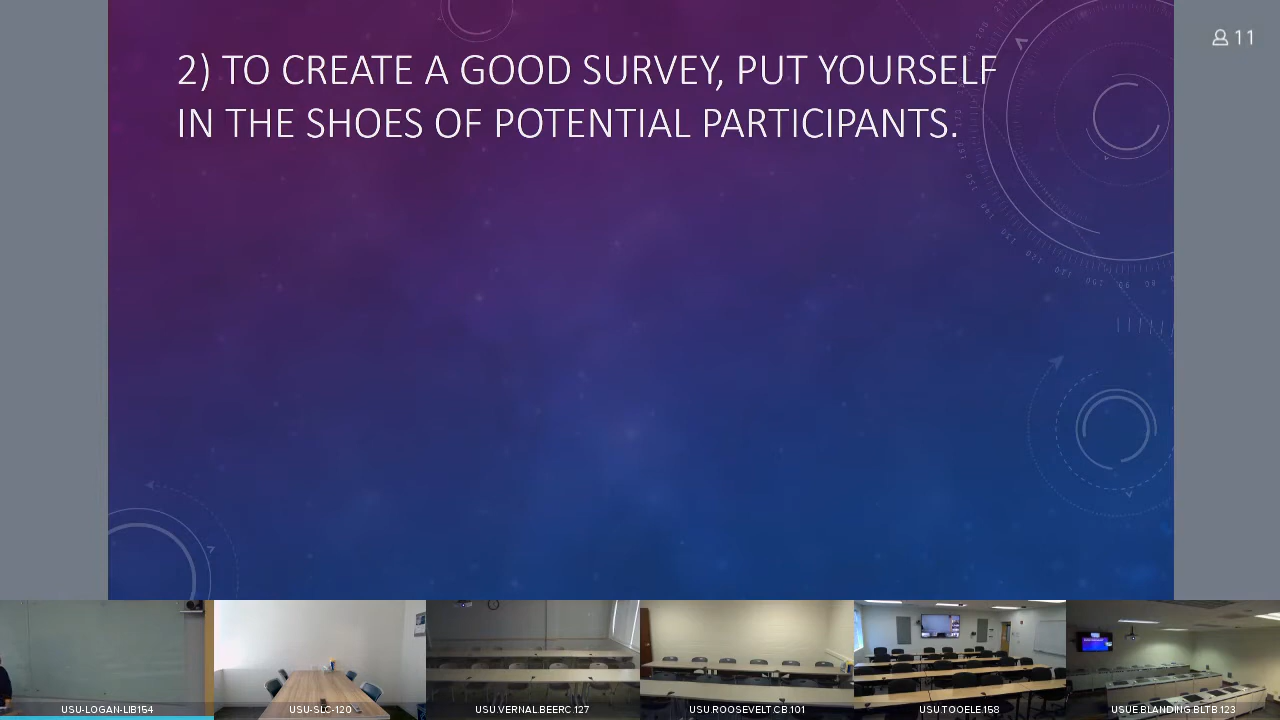 2) TO CREATE A GOOD SURVEY, PUT YOURSELF
IN THE SHOES OF POTENTIAL PARTICIPANTS.
11
USU-LOGAN-LIB154
USU-SLC-120
USU.VERNAL.BEERC.127
USU.ROOSEVELT.CB.101
USU.TOOELE.158
USUE.BLANDING.BLTB.123